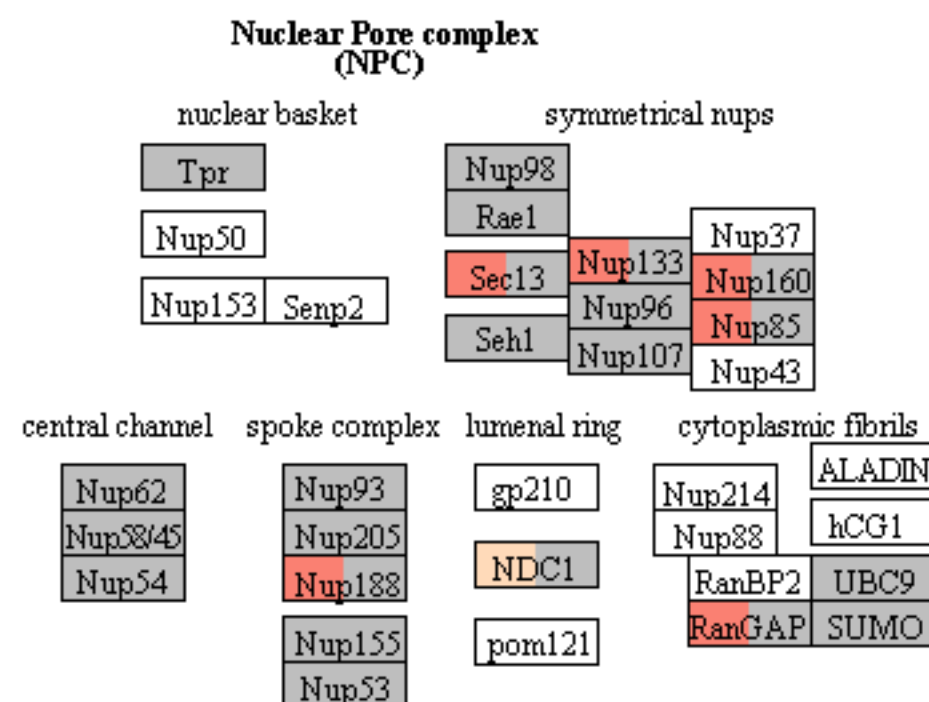 Nuclear Pore complex
(NPC)
nuclear basket
symmetrical nups
Tpr
Nup50
Nup153 Senp2
Nup98
Rae1
Sec13
Seh1
Nup133
Nup96
Nup107
Nup37
Nup160
Nup85
Nup43
central channel
spoke complex
lumenal ring
cytoplasmic fibrils
Nup62
Nup58/45
Nup54
Nup93
Nup205
Nup188
Nup155
Nup53
gp210
NDC1
pom121
Nup214
Nup88
ALADIN
hCG1
RanBP2 UBC9
RanGAP SUMO